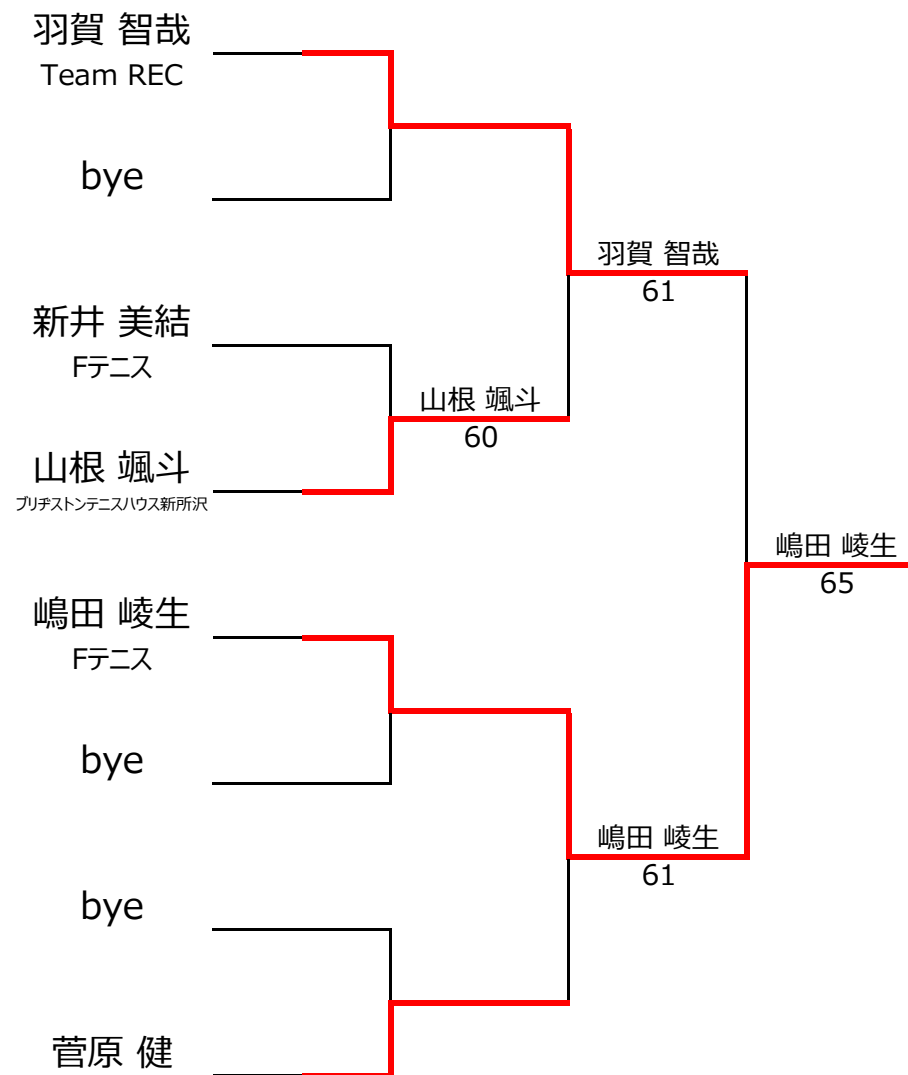 羽賀 智哉
Team REC
bye
羽賀 智哉
61
新井 美結
Fテニス
山根 颯斗
60
山根 颯斗
ブリヂストンテニスハウス新所沢
嶋田 崚生
65
嶋田 崚生
Fテニス
bye
嶋田 崚生
61
bye
菅原 健